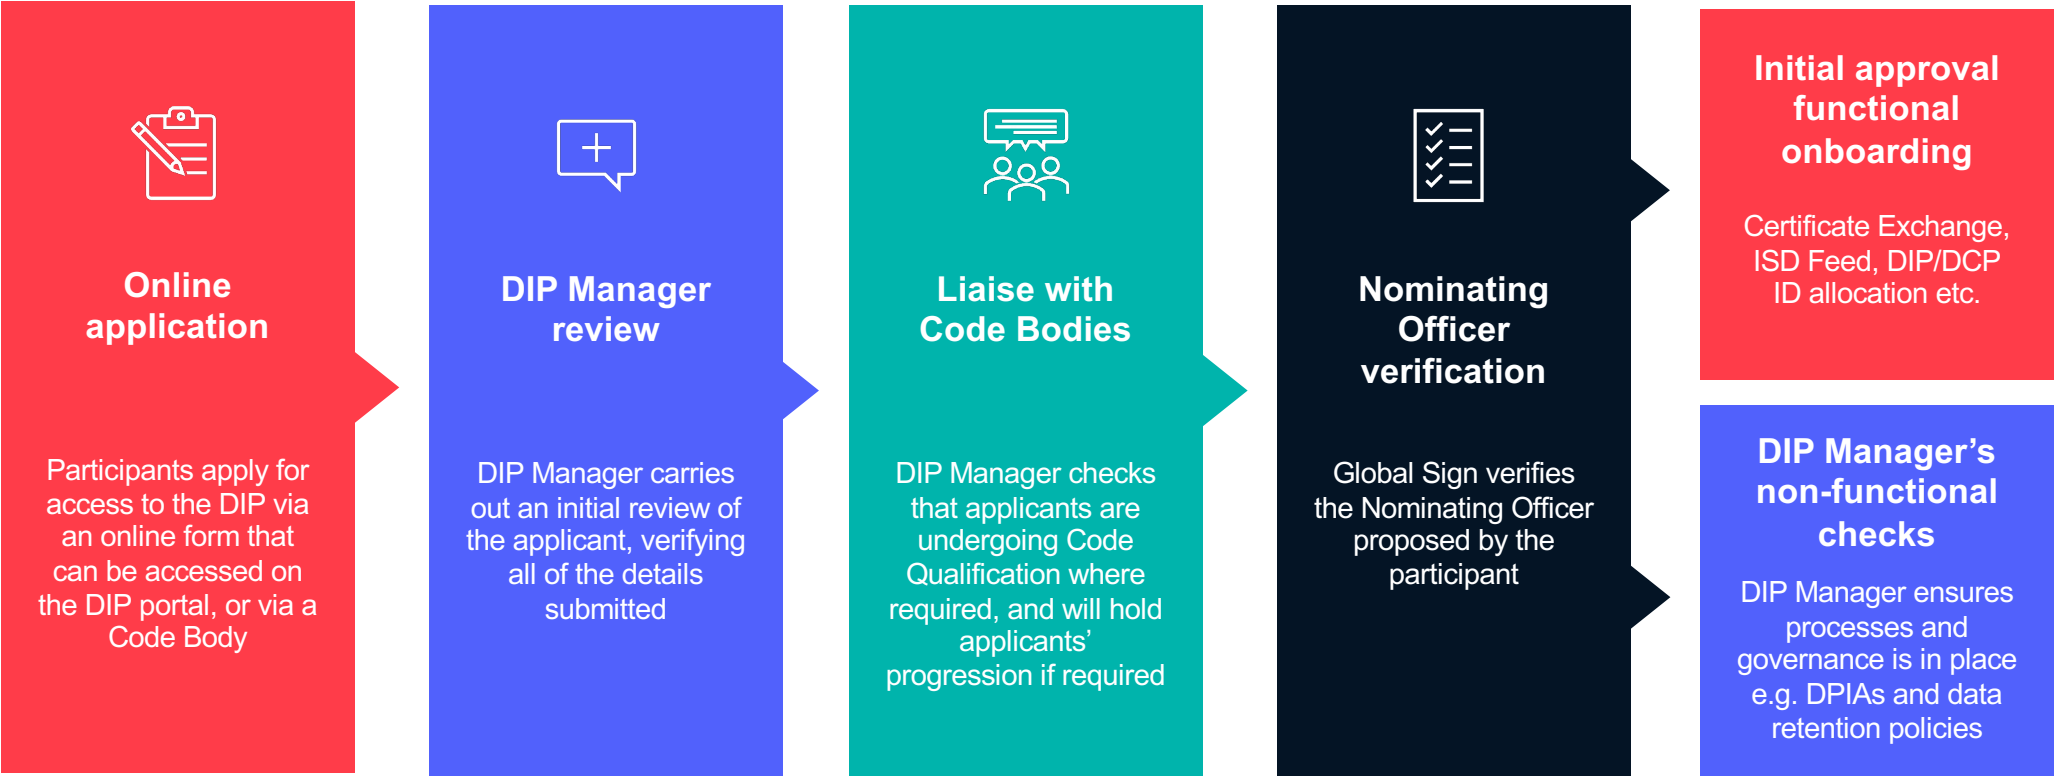 Online
application
Participants apply for
access to the DIP via
an online form that
can be accessed on
the DIP portal, or via a
Code Body
DIP Manager
review
DIP Manager carries
out an initial review of
the applicant, verifying
all of the details
submitted
Liaise with
Code Bodies
DIP Manager checks
that applicants are
undergoing Code
Qualification where
required, and will hold
applicants’
progression if required
Nominating
Officer
verification
Global Sign verifies
the Nominating Officer
proposed by the
participant
Initial approval
functional
onboarding
Certificate Exchange,
ISD Feed, DIP/DCP
ID allocation etc.
DIP Manager’s
non-functional
checks
DIP Manager ensures
processes and
governance is in place
e.g. DPIAs and data
retention policies